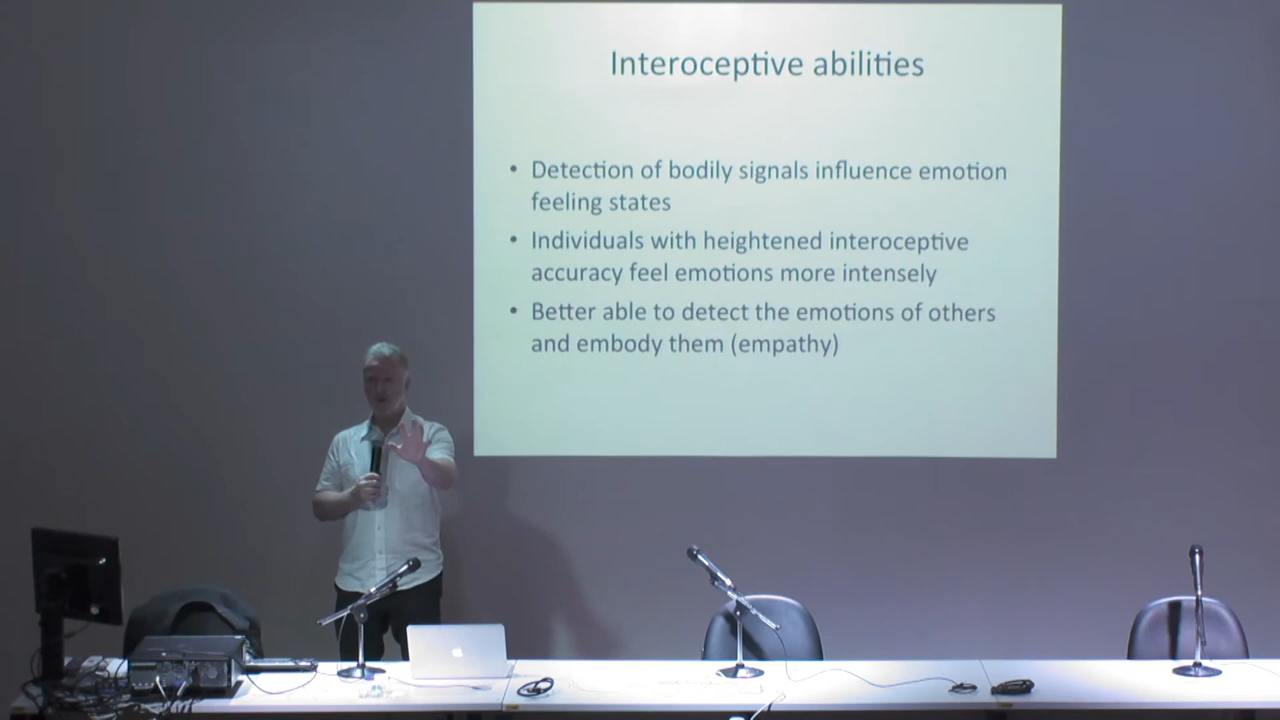 Interoceptive abilities
• Detection of bodily signals influence emotion
feeling states
• Individuals with heightened interoceptive
accuracy feel emotions more intensely
• Better able to detect the emotions of others
and embody them (empathy)